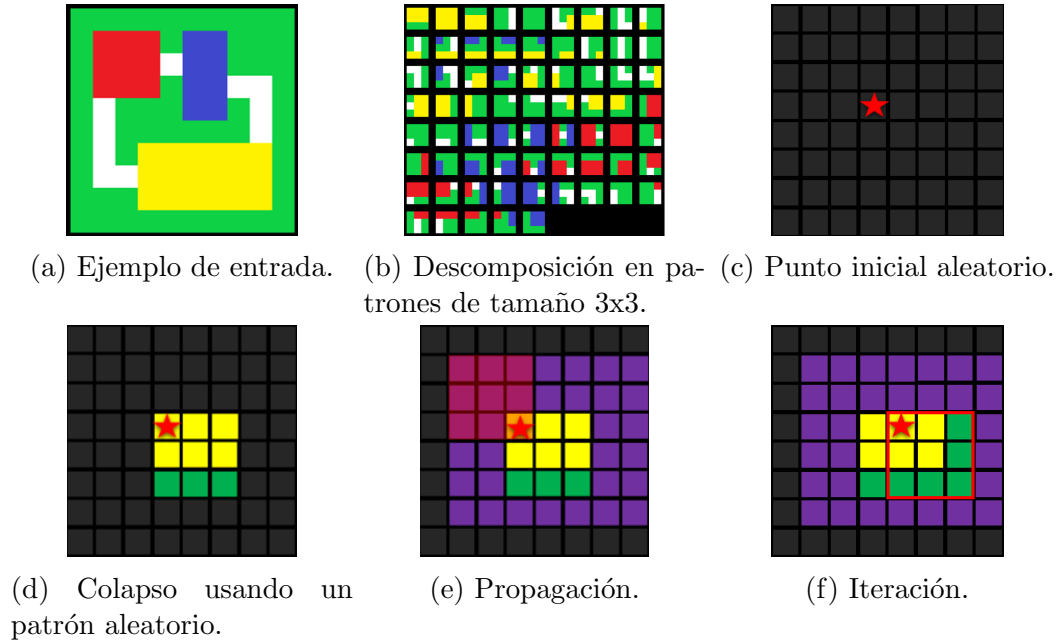 (a) Ejemplo de entrada.
(b) Descomposición en pa-
trones de tamaño 3x3.
(c) Punto inicial aleatorio.
(d) Colapso usando un
patrón aleatorio.
(e) Propagación.
(f) Iteración.